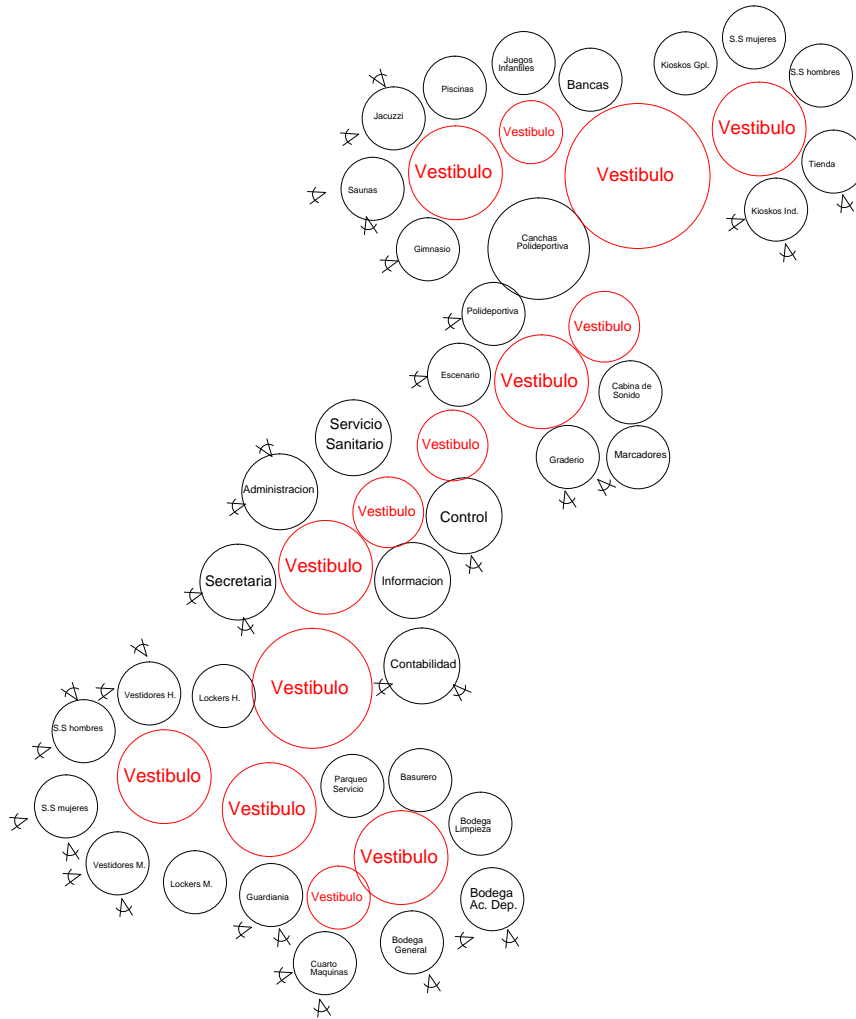 S.S mujeres
Juegos
Infantiles
Kioskos Gpl.
S.S hombres
Bancas
Piscinas
Jacuzzi
Vestibulo
Vestibulo
Tienda
Vestibulo
Vestibulo
Saunas
Kioskos Ind.
Canchas
Polideportiva
Gimnasio
Polideportiva
Vestibulo
Escenario
Vestibulo
Cabina de
Sonido
Servicio
Sanitario
Vestibulo
Graderio
Marcadores
Administracion
Vestibulo
Control
Vestibulo
Secretaria
Informacion
Contabilidad
Vestibulo
Vestidores H.
Lockers H.
S.S hombres
Vestibulo
Parqueo
Servicio
Basurero
S.S mujeres
Vestibulo
Bodega
Limpieza
Vestibulo
Vestidores M.
Lockers M.
Guardiania
Vestibulo
Bodega
Ac. Dep.
Bodega
General
Cuarto
Maquinas